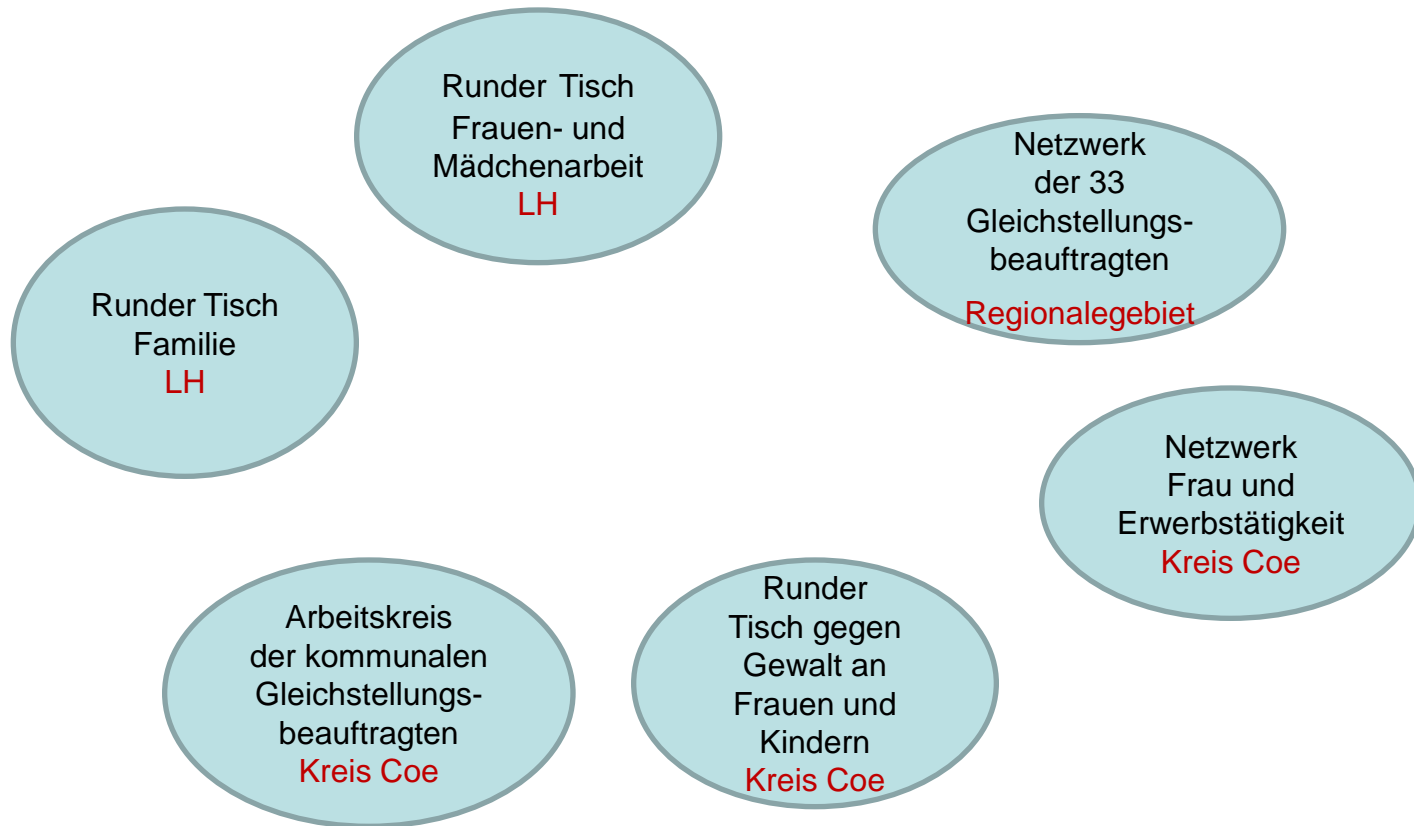 Runder Tisch
Frauen- und
Mädchenarbeit
LH
Netzwerk
der 33
Gleichstellungs-
beauftragten
Regionalegebiet
Runder Tisch
Familie
LH
Netzwerk
Frau und
Erwerbstätigkeit
Kreis Coe
Arbeitskreis
der kommunalen
Gleichstellungs-
beauftragten
Kreis Coe
Runder
Tisch gegen
Gewalt an
Frauen und
Kindern
Kreis Coe